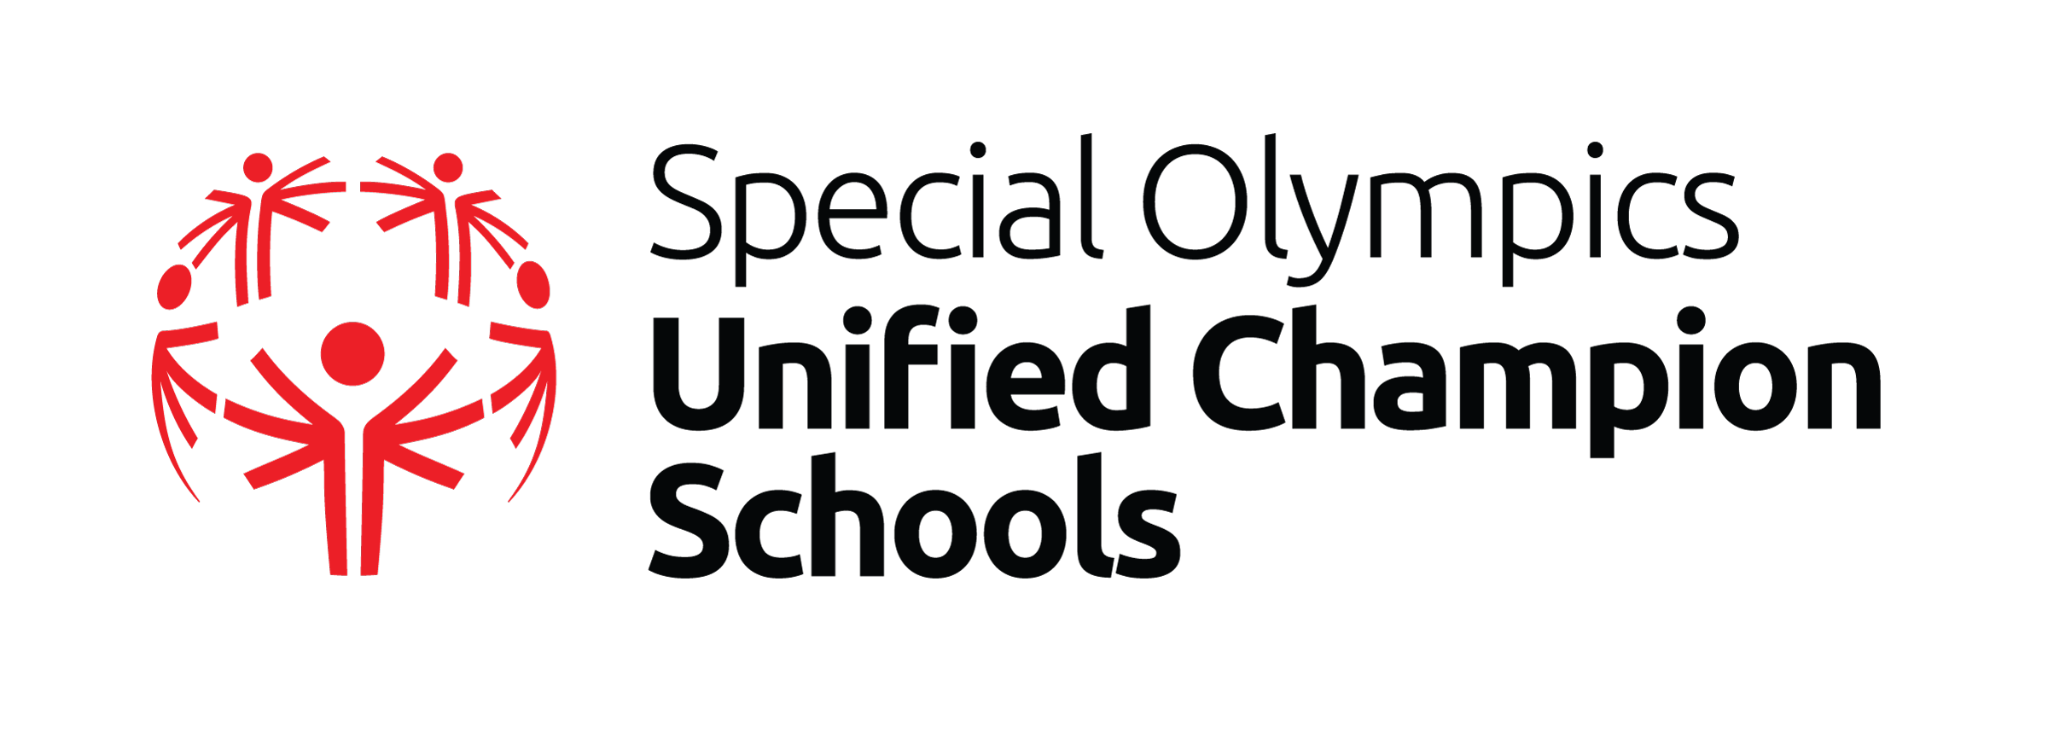 Special Olympics
Unified Champion
Schools